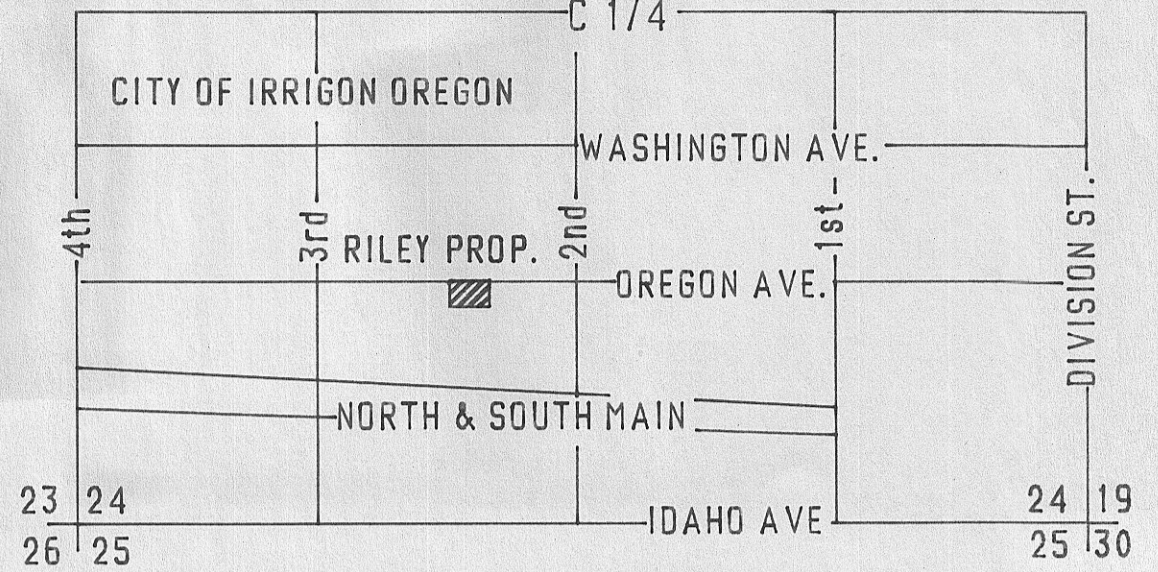 C 1/4
CITY OF IRRIGON OREGON
WASHINGTON AVE.
4th
3rd
RILEY PROP.
2nd
1st
DIVISION ST.
OREGON AVE.
NORTH & SOUTH MAIN
23 24
24 19
IDAHO AVE
26 25
25 30